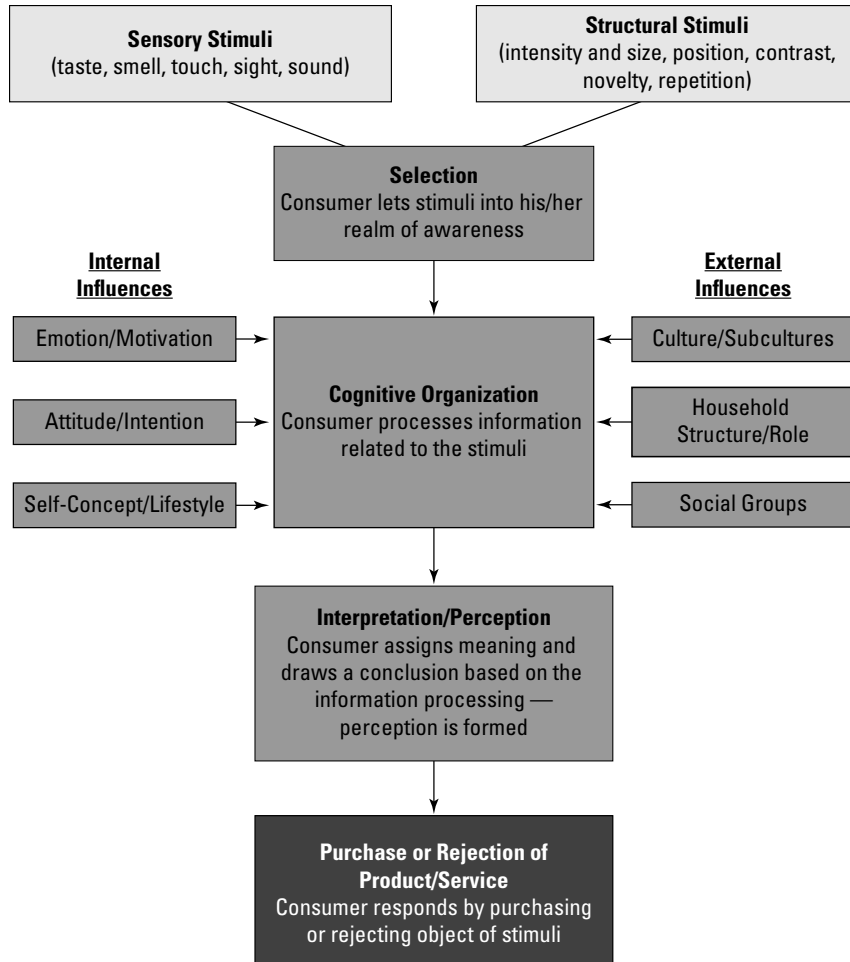 Sensory Stimuli
(taste, smell, touch, sight, sound)
Structural Stimuli
(intensity and size, position, contrast,
novelty, repetition)
Selection
Consumer lets stimuli into his/her
realm of awareness
Internal
Influences
External
Influences
Emotion/Motivation
Attitude/Intention
Self-Concept/Lifestyle
Cognitive Organization
Consumer processes information
related to the stimuli
Culture/Subcultures
Household
Structure/Role
Social Groups
Interpretation/Perception
Consumer assigns meaning and
draws a conclusion based on the
information processing —
perception is formed
Purchase or Rejection of
Product/Service
Consumer responds by purchasing
or rejecting object of stimuli